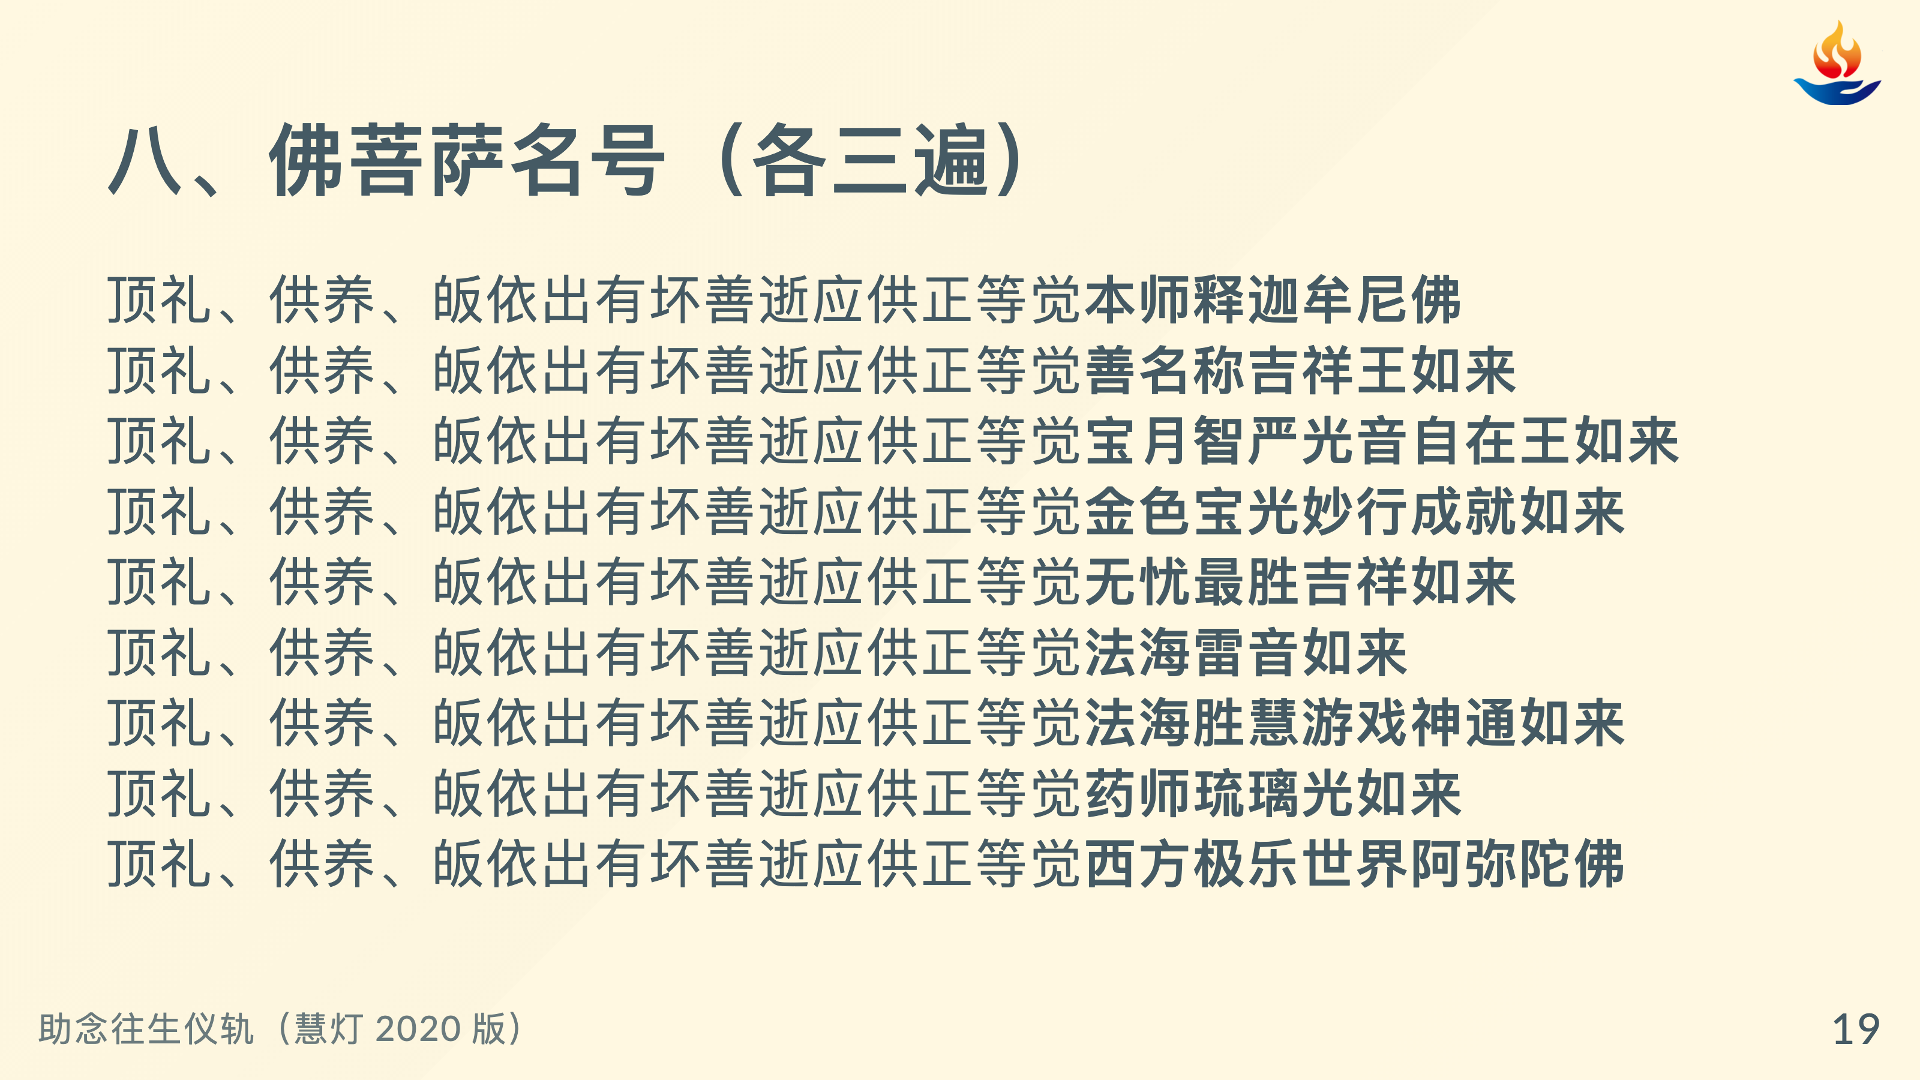 八、佛菩萨名号（各三遍）
顶礼、供养、皈依出有坏善逝应供正等觉本师释迦牟尼佛
顶礼、供养、皈依出有坏善逝应供正等觉善名称吉祥王如来
顶礼、供养、皈依出有坏善逝应供正等觉宝月智严光音自在王如来
顶礼、供养、皈依出有坏善逝应供正等觉金色宝光妙行成就如来
顶礼、供养、皈依出有坏善逝应供正等觉无忧最胜吉祥如来
顶礼、供养、皈依出有坏善逝应供正等觉法海雷音如来
顶礼、供养、皈依出有坏善逝应供正等觉法海胜慧游戏神通如来
顶礼、供养、皈依出有坏善逝应供正等觉药师琉璃光如来
顶礼、供养、皈依出有坏善逝应供正等觉西方极乐世界阿弥陀佛
助念往生仪轨（慧灯 2020 版）
19